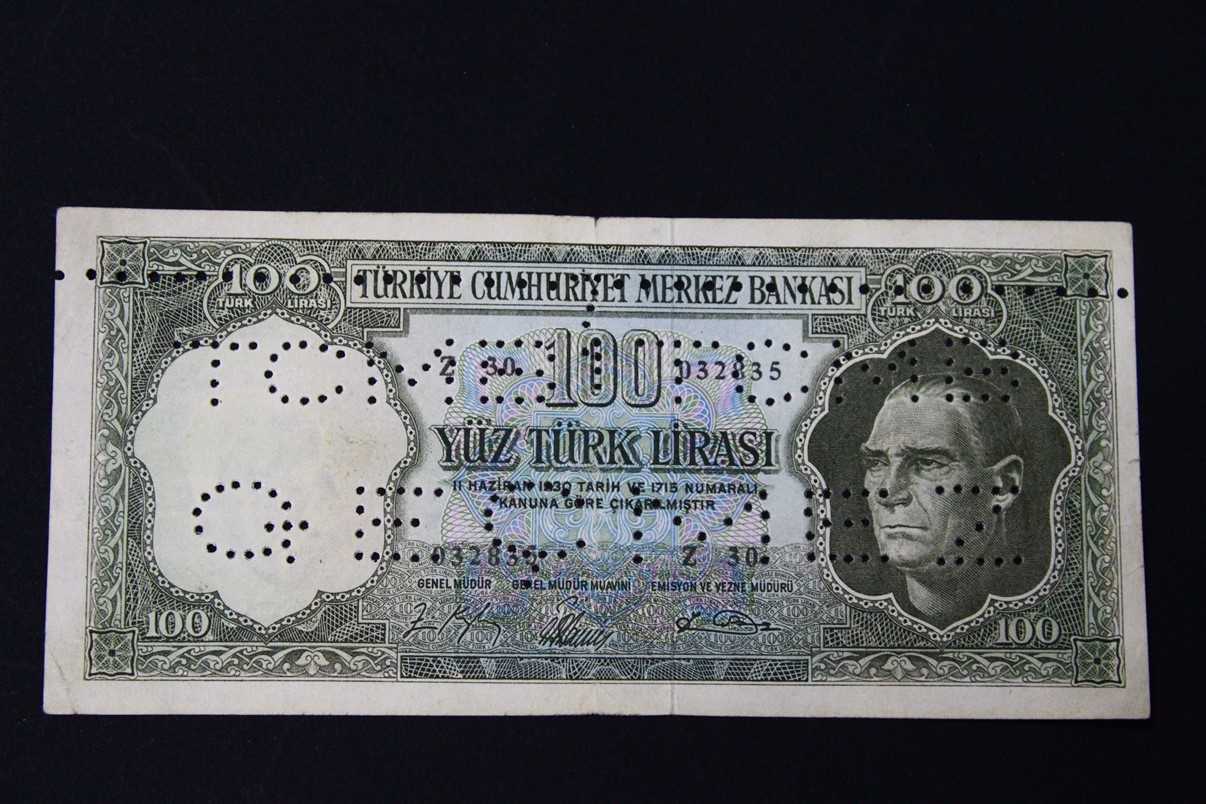 100 TÜRKİYE CUMHURİYET MERKEZ BANKASI 100
TÜRK LİRASI TÜRK LİRASI
Z 30 100 032835
YÜZ TÜRK LİRASI
11 HAZİRAN 1930 TARİH VE 1715 NUMARALI
KANUNA GÖRE ÇIKARILMIŞTIR
032835 Z 30
GENEL MÜDÜR GENEL MÜDÜR MUAVİNİ EMİSYON VE VEZNE MÜDÜRÜ
100 100